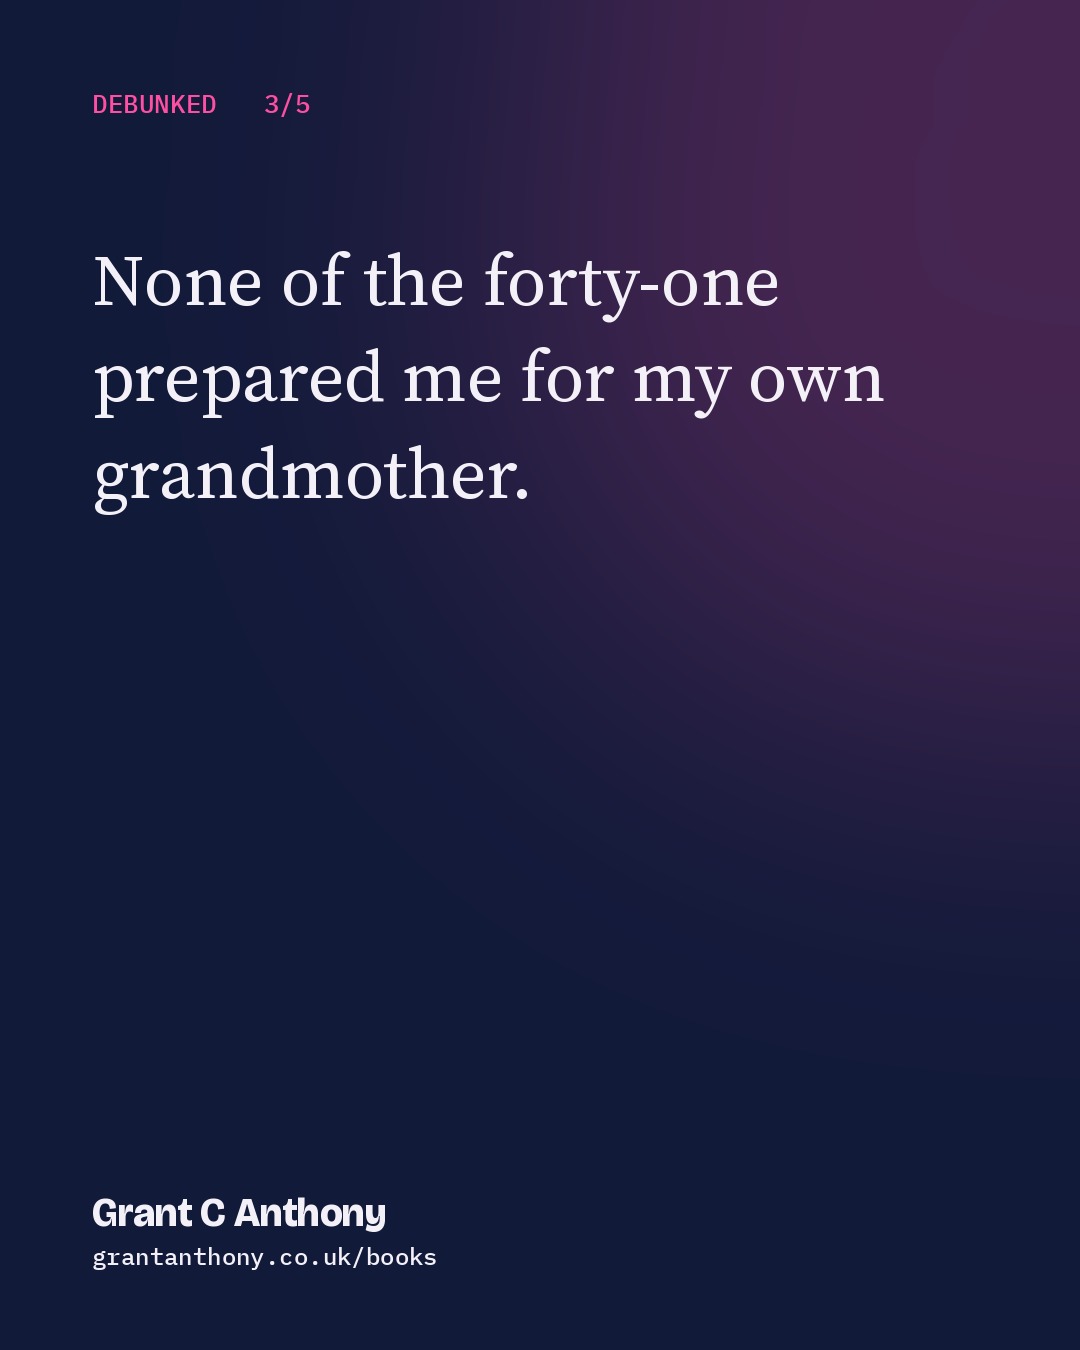 DEBUNKED 3/5
None of the forty-one
prepared me for my own
grandmother.
Grant C Anthony
grantanthony.co.uk/books